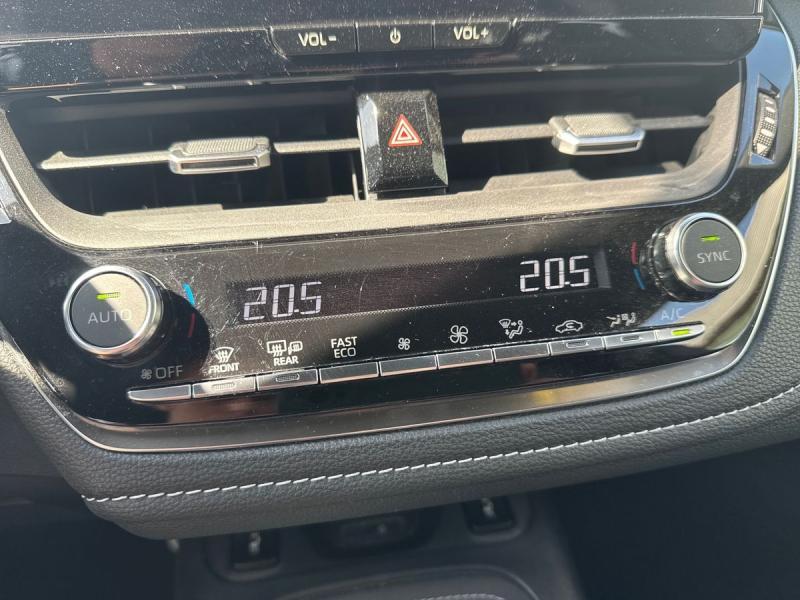 VOL- VOL+
SYNC
20.5 20.5
AUTO
FAST
ECO
A/C
FRONT REAR
OFF